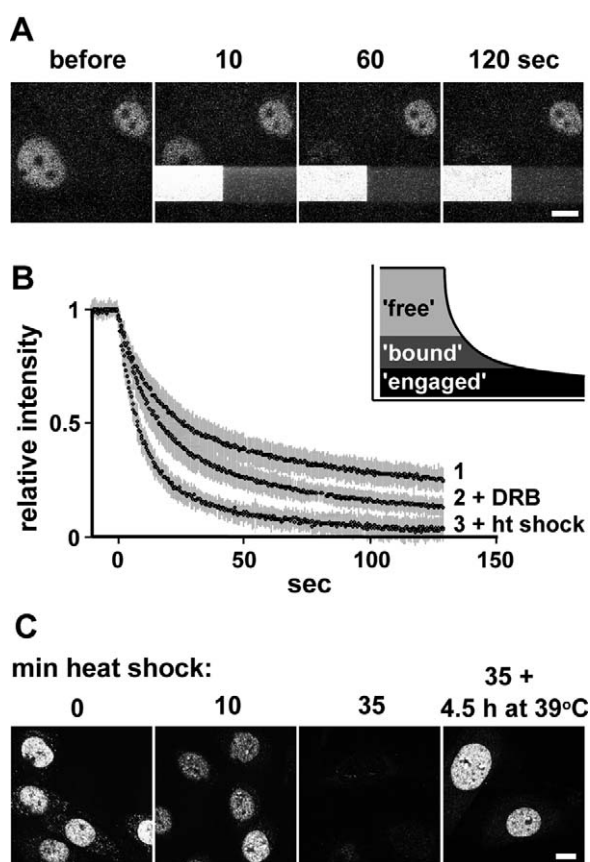 A
before 10 60 120 sec
B
relative intensity
1
0.5
0
'free'
'bound'
'engaged'
1
2 + DRB
3 + ht shock
0 50 100 150
sec
C
min heat shock:
0 10 35
35 +
4.5 h at 39ºC